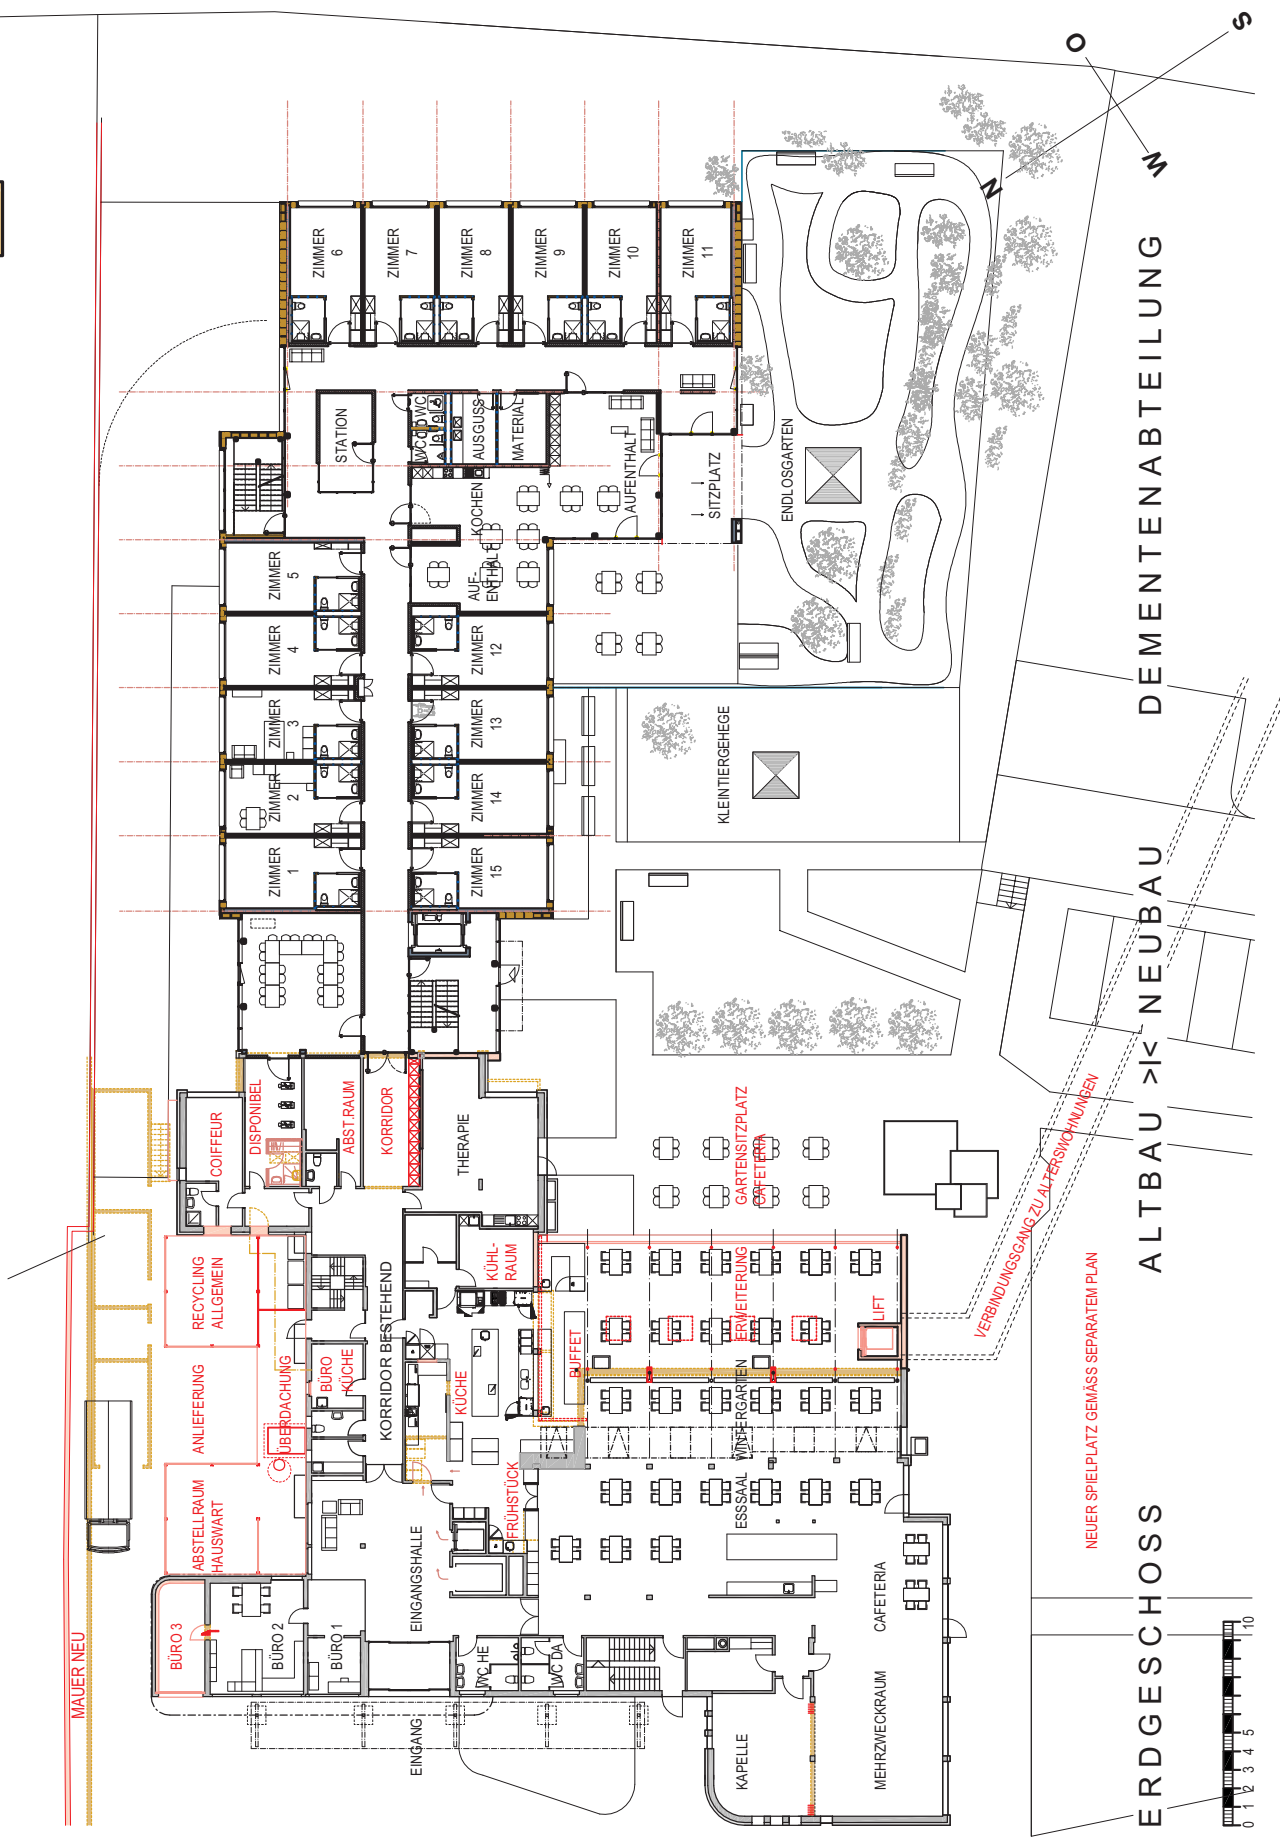 ERDGESCHOSS
ALTBAU >I< NEUBAU
DEMENTENABTEILUNG
S
O
W
N
MAUER NEU
ZIMMER
6
ZIMMER
7
ZIMMER
8
ZIMMER
9
ZIMMER
10
ZIMMER
11
STATION
WC
WC
AUSGUSS
MATERIAL
KOCHEN
AUFENTHALT
AUF-
ENTHALT
SITZPLATZ
ENDLOSGARTEN
ZIMMER
5
ZIMMER
4
ZIMMER
3
ZIMMER
2
ZIMMER
1
ZIMMER
12
ZIMMER
13
ZIMMER
14
ZIMMER
15
KLEINTIERGEHEGE
COIFFEUR
DISPONIBEL
ABST.RAUM
KORRIDOR
THERAPIE
GARTENSITZPLATZ
CAFETERIA
VERBINDUNGSGANG ZU ALTERSWOHNUNGEN
NEUER SPIELPLATZ GEMÄSS SEPARATEM PLAN
RECYCLING
ALLGEMEIN
ANLIEFERUNG
ÜBERDACHUNG
ABSTELLRAUM
HAUSWART
BÜRO
KÜCHE
KORRIDOR BESTEHEND
KÜHL-
RAUM
KÜCHE
BUFFET
FRÜHSTÜCK
ERWEITERUNG
LIFT
WINTERGARTEN
ESSSAAL
BÜRO 3
BÜRO 2
BÜRO 1
EINGANGSHALLE
EINGANG
WC HE
WC DA
CAFETERIA
KAPELLE
MEHRZWECKRAUM
0 1 2 3 4 5 10